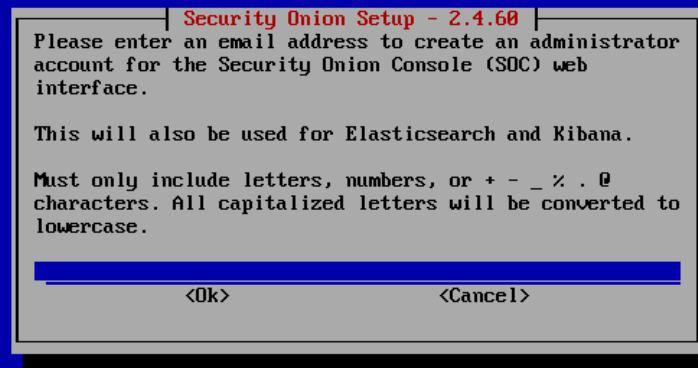 Security Onion Setup - 2.4.60
Please enter an email address to create an administrator
account for the Security Onion Console (SOC) web
interface.
This will also be used for Elasticsearch and Kibana.
Must only include letters, numbers, or + - _ % . @
characters. All capitalized letters will be converted to
lowercase.
<Ok> <Cancel>